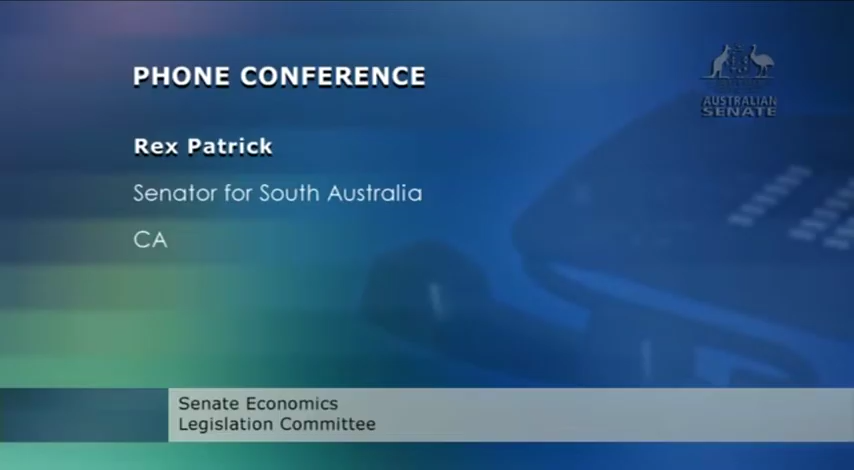 PHONE CONFERENCE
AUSTRALIAN
SENATE
Rex Patrick
Senator for South Australia
CA
Senate Economics
Legislation Committee